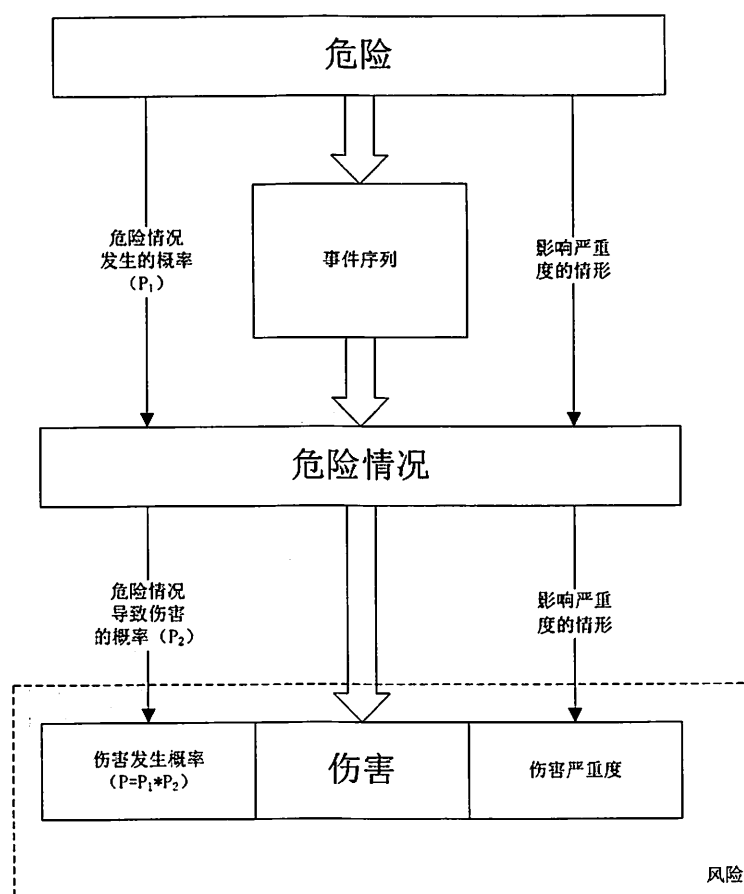 危险
危险情况
发生的概率
（P₁）
事件序列
影响严重
度的情形
危险情况
危险情况
导致伤害
的概率（P₂）
影响严重
度的情形
伤害发生概率
（P=P₁*P₂）
伤害
伤害严重度
风险